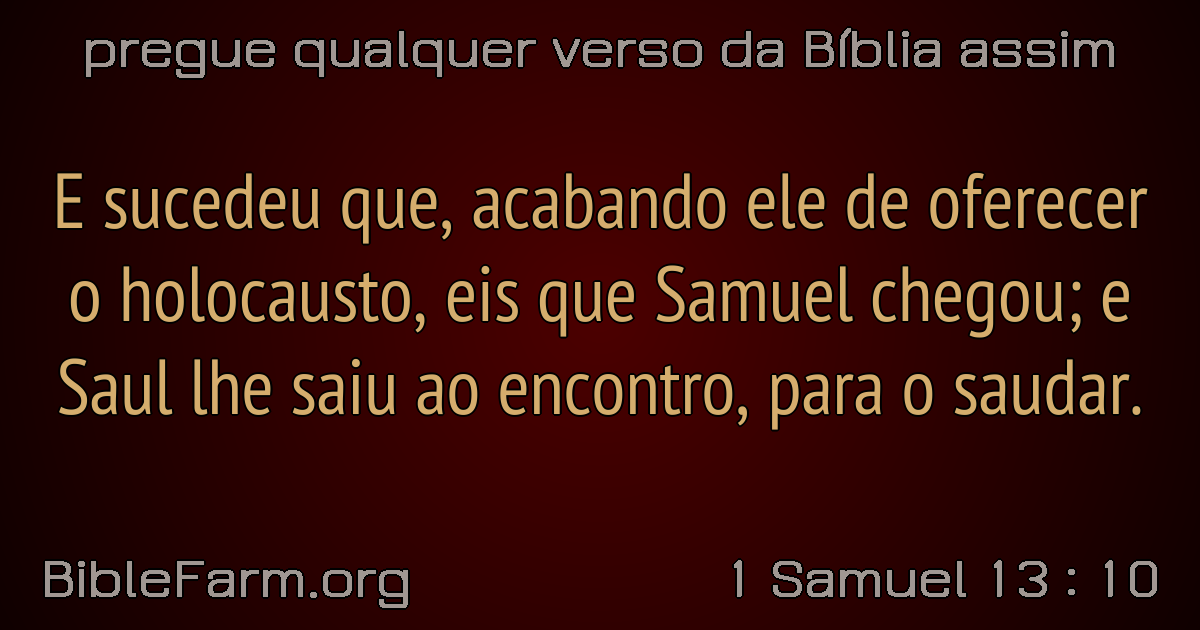 pregue qualquer verso da Bíblia assim
E sucedeu que, acabando ele de oferecer
o holocausto, eis que Samuel chegou; e
Saul lhe saiu ao encontro, para o saudar.
BibleFarm.org
1 Samuel 13 : 10